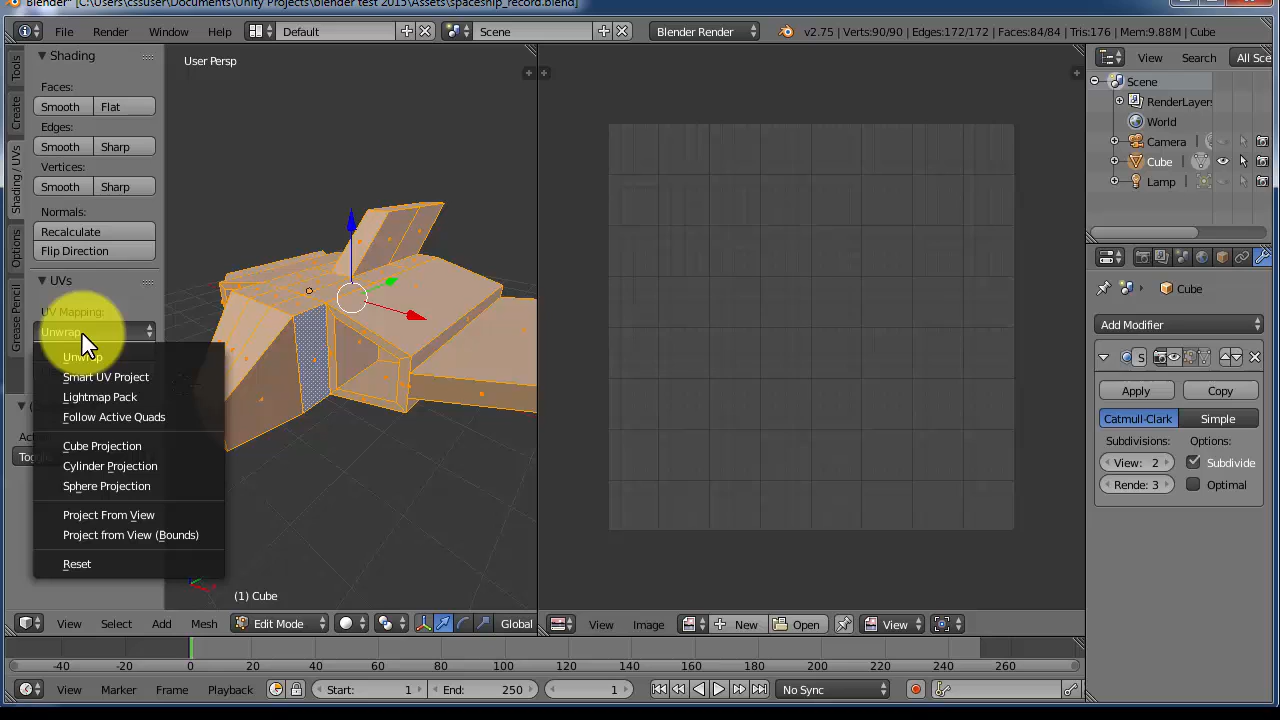 Blender* [C:\Users\cssuser\Documents\Unity Projects\blender test 2015\Assets\spaceship_record.blend]
File Render Window Help Default Scene Blender Render v2.75 | Verts:90/90 | Edges:172/172 | Faces:84/84 | Tris:176 | Mem:9.88M | Cube
Tools
Create
Shading / UVs
Options
Grease Pencil
Shading
Faces:
Smooth Flat
Edges:
Smooth Sharp
Vertices:
Smooth Sharp
Normals:
Recalculate
Flip Direction
UVs
UV Mapping:
Unwrap
Unwrap
Smart UV Project
Lightmap Pack
Follow Active Quads
Cube Projection
Cylinder Projection
Sphere Projection
Project From View
Project from View (Bounds)
Reset
User Persp
(1) Cube
View Select Add Mesh Edit Mode Global
View Image New Open View
View Search All Sce
Scene
RenderLayers
World
Camera
Cube
Lamp
Cube
Add Modifier
S
Apply Copy
Catmull-Clark Simple
Subdivisions: Options:
View: 2 Subdivide
Rende: 3 Optimal
-40 -20 0 20 40 60 80 100 120 140 160 180 200 220 240 260
View Marker Frame Playback Start: 1 End: 250 1 No Sync